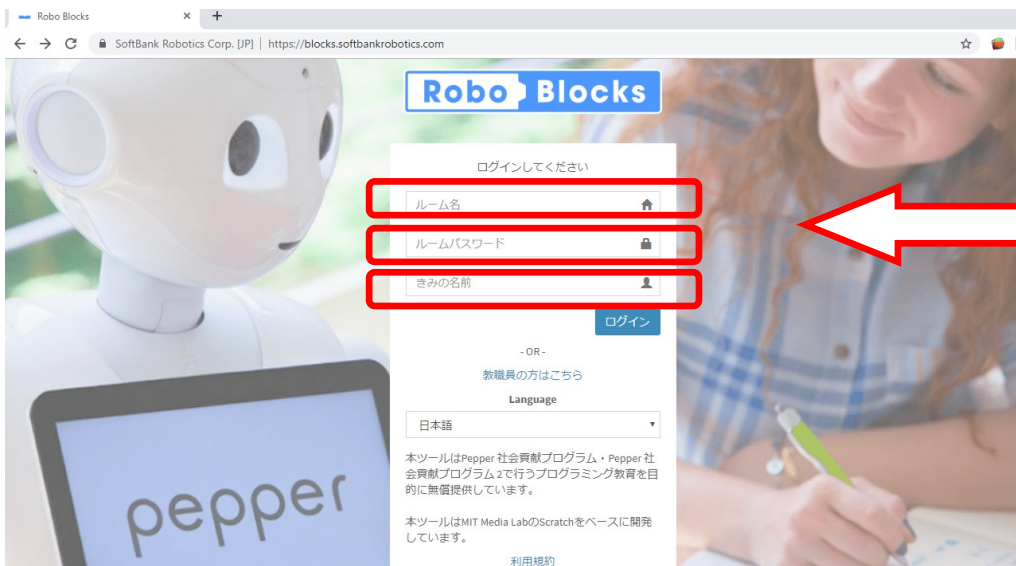 Robo Blocks
SoftBank Robotics Corp. [JP] | https://blocks.softbankrobotics.com
Robo Blocks
ログインしてください
ルーム名
ルームパスワード
きみの名前
ログイン
- OR -
教職員の方はこちら
Language
日本語
本ツールはPepper 社会貢献プログラム・Pepper 社
会貢献プログラム 2で行うプログラミング教育を目
的に無償提供しています。
本ツールはMIT Media LabのScratchをベースに開発
しています。
利用規約
pepper